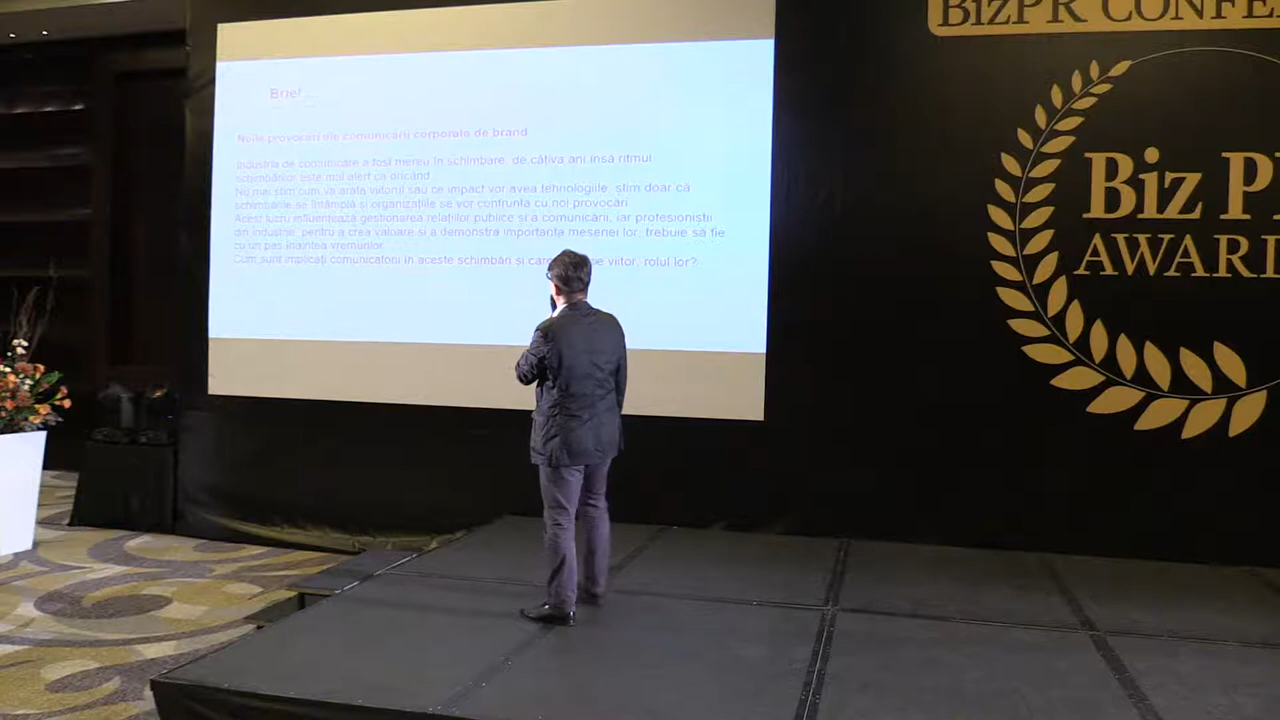 Brief ...
Noile provocări ale comunicării corporate de brand
Industria de comunicare a fost mereu în schimbare, de câțiva ani însă ritmul
schimbărilor este mai alert ca oricând.
Nu mai știm cum va arăta viitorul sau ce impact vor avea tehnologiile, știm doar că
schimbările se întâmplă și organizațiile se vor confrunta cu noi provocări.
Acest lucru influențează gestionarea relațiilor publice și a comunicării, iar profesioniștii
din industrie, pentru a crea valoare și a demonstra importanța meseriei lor, trebuie să fie
cu un pas înaintea vremurilor.
Cum sunt implicați comunicatorii în aceste schimbări și care viitor, rolul lor?
BizPR CONFE
Biz P
AWARD